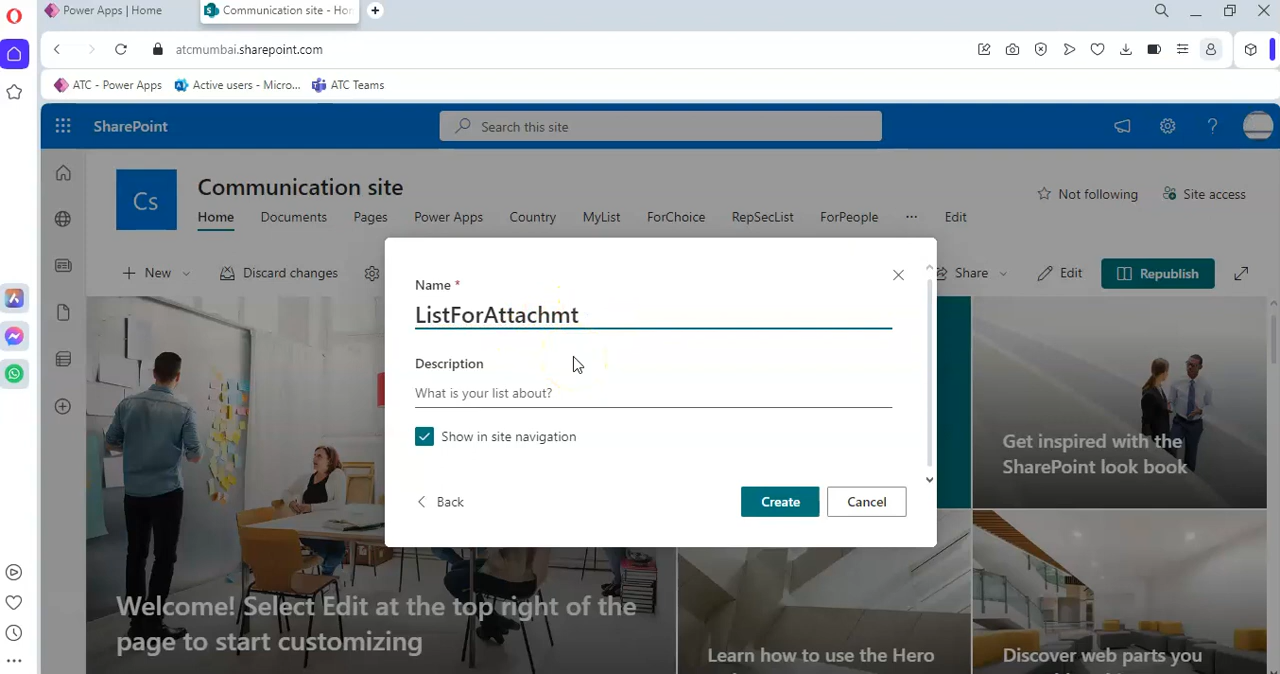 Power Apps | Home
Communication site - Hor
atcmumbai.sharepoint.com
ATC - Power Apps
Active users - Micro...
ATC Teams
SharePoint
Search this site
Cs
Communication site
Not following
Site access
Home
Documents
Pages
Power Apps
Country
MyList
ForChoice
RepSecList
ForPeople
...
Edit
New
Discard changes
Share
Edit
Republish
Name *
ListForAttachmt
Description
What is your list about?
Show in site navigation
Back
Create
Cancel
Get inspired with the
SharePoint look book
Welcome! Select Edit at the top right of the
page to start customizing
Learn how to use the Hero
Discover web parts you